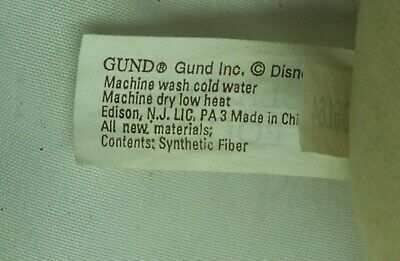 GUND® Gund Inc. © Disn
Machine wash cold water
Machine dry low heat
Edison, N.J. LIC. PA 3 Made in Chi
All new materials;
Contents: Synthetic Fiber